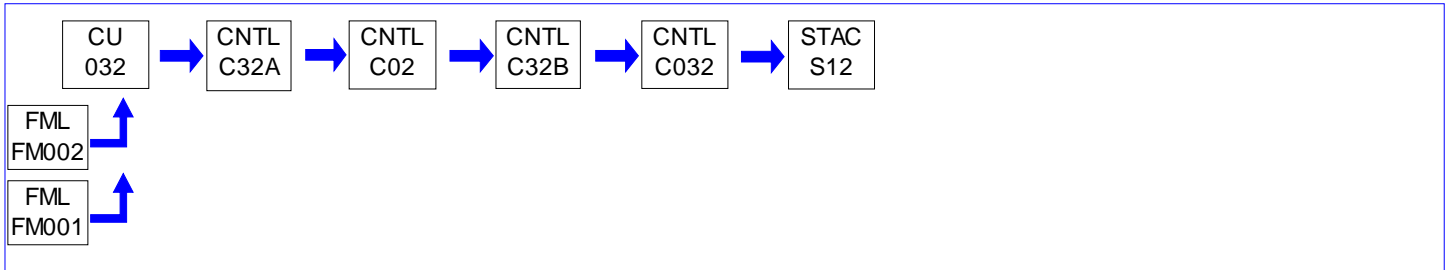 CU
032
CNTL
C32A
CNTL
C02
CNTL
C32B
CNTL
C032
STAC
S12
FML
FM002
FML
FM001